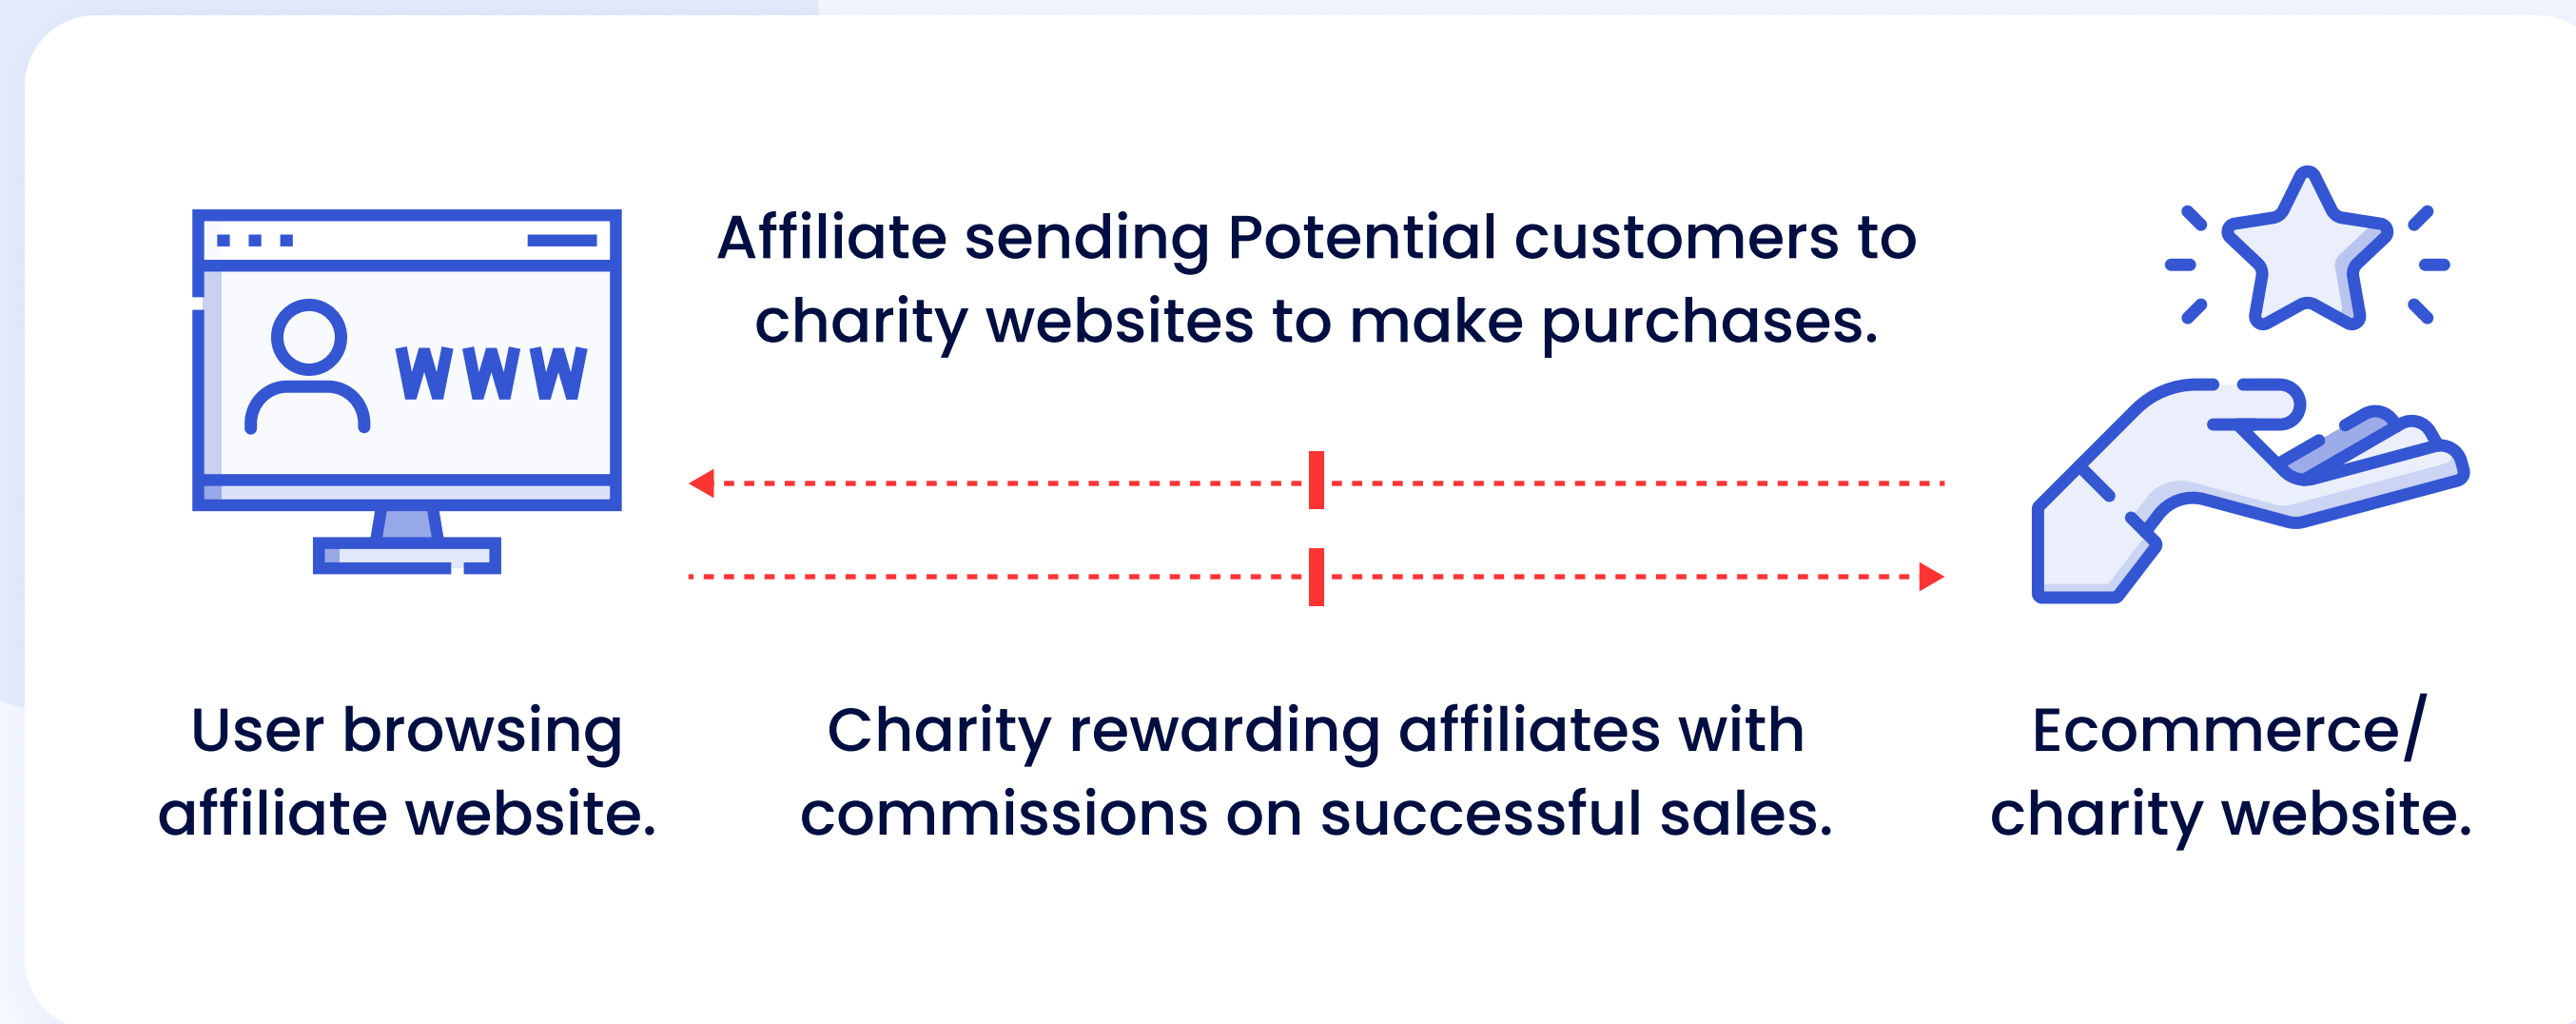 Affiliate sending Potential customers to
charity websites to make purchases.
www
User browsing
affiliate website.
Charity rewarding affiliates with
commissions on successful sales.
Ecommerce/
charity website.